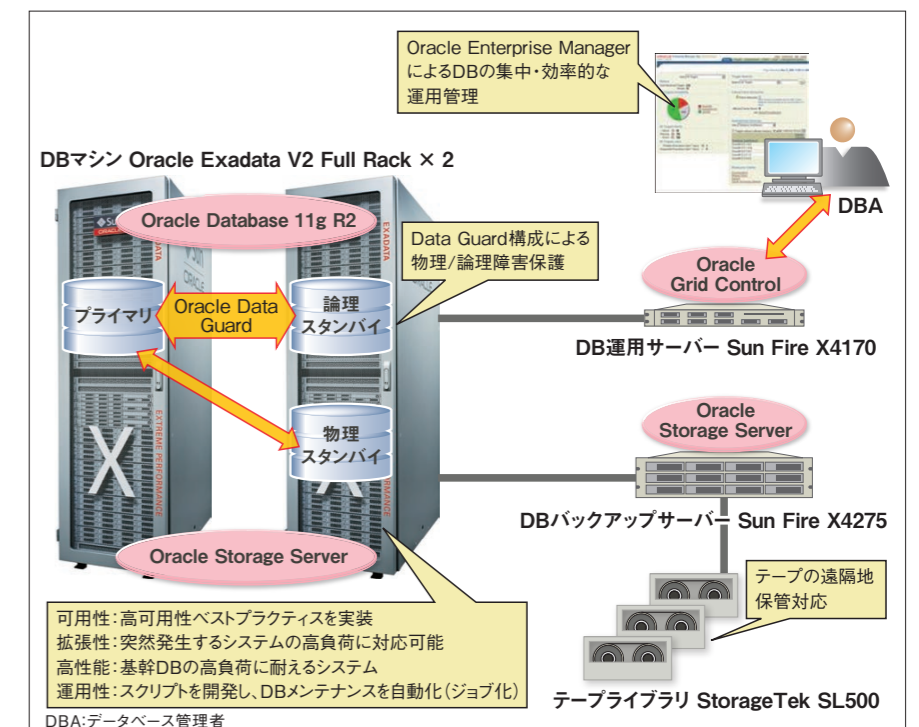 Oracle Enterprise Manager
によるDBの集中・効率的な
運用管理
DBA
DBマシン Oracle Exadata V2 Full Rack × 2
Oracle Database 11g R2
Data Guard構成による
物理/論理障害保護
プライマリ
Oracle Data
Guard
論理
スタンバイ
物理
スタンバイ
Oracle
Grid Control
DB運用サーバー Sun Fire X4170
Oracle
Storage Server
DBバックアップサーバー Sun Fire X4275
EXADATA
Sun
ORACLE
EXTREME PERFORMANCE
X
Oracle Storage Server
テープの遠隔地
保管対応
テープライブラリ StorageTek SL500
可用性:高可用性ベストプラクティスを実装
拡張性:突然発生するシステムの高負荷に対応可能
高性能:基幹DBの高負荷に耐えるシステム
運用性:スクリプトを開発し、DBメンテナンスを自動化(ジョブ化)
DBA:データベース管理者